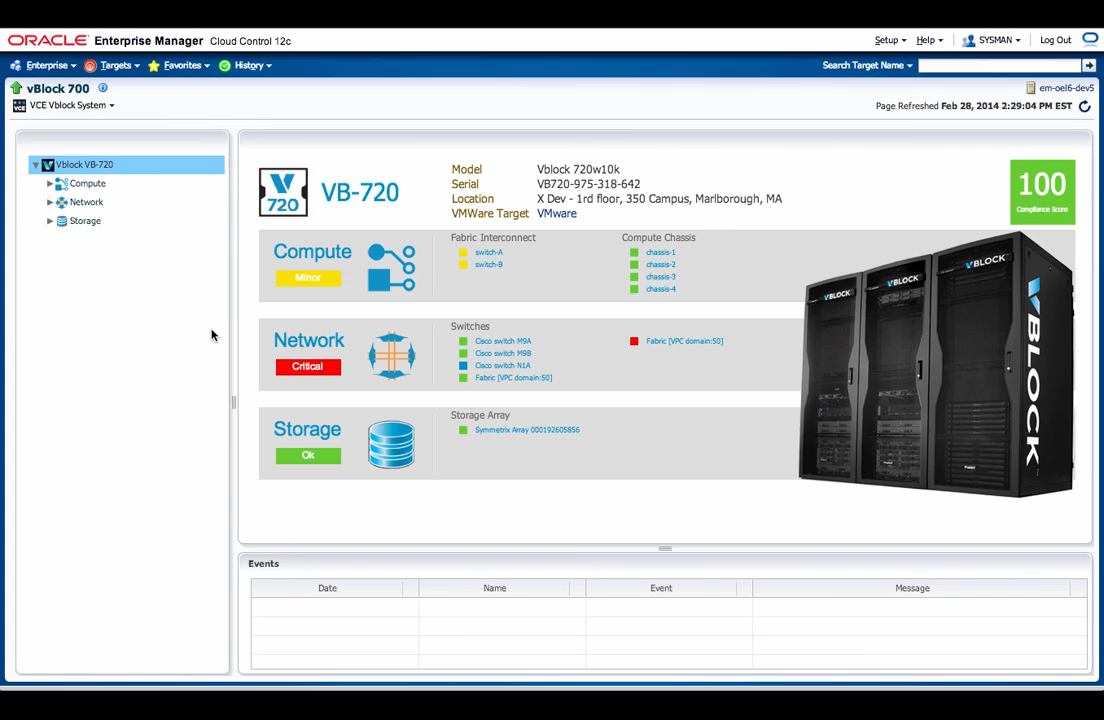 ORACLE Enterprise Manager Cloud Control 12c
Setup Help SYSMAN Log Out
Enterprise Targets Favorites History Search Target Name
vBlock 700 em-oel6-dev5
VCE Vblock System Page Refreshed Feb 28, 2014 2:29:04 PM EST
Vblock VB-720
Compute
Network
Storage
720
VB-720
Model Vblock 720w10k
Serial VB720-975-318-642
Location X Dev - 1rd floor, 350 Campus, Marlborough, MA
VMWare Target VMware
100
Compliance Score
Compute
Minor
Fabric Interconnect
switch-A
switch-B
Compute Chassis
chassis-1
chassis-2
chassis-3
chassis-4
Network
Critical
Switches
Cisco switch M9A
Cisco switch M9B
Cisco switch N1A
Fabric [VPC domain:50]
Fabric [VPC domain:50]
Storage
Ok
Storage Array
Symmetrix Array 000192605856
VBLOCK
VBLOCK
VBLOCK
VBLOCK
Events
Date Name Event Message